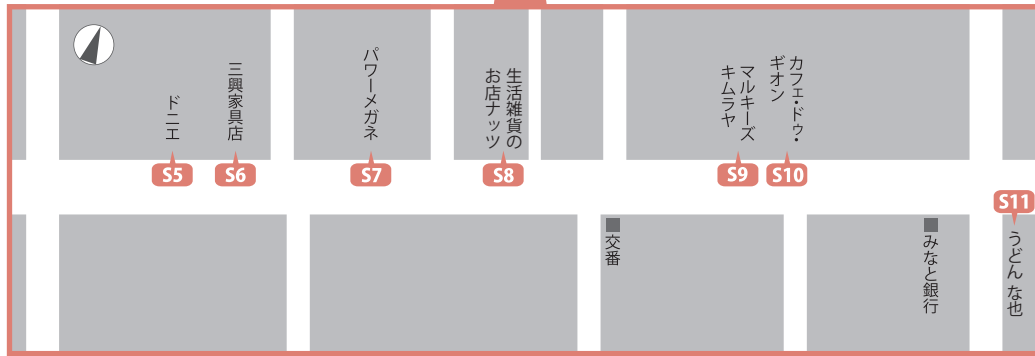 ドニエ
S5
三興家具店
S6
パワーメガネ
S7
生活雑貨の
お店ナッツ
S8
マルキーズ
キムラヤ
S9
カフェ・ドゥ・
ギオン
S10
S11
うどん な也
交番
みなと銀行